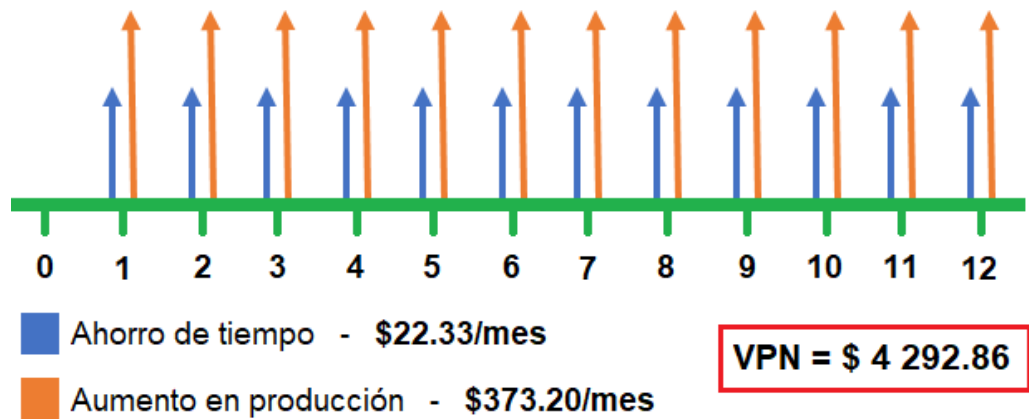 0 1 2 3 4 5 6 7 8 9 10 11 12
Ahorro de tiempo - $22.33/mes
VPN = $ 4 292.86
Aumento en producción - $373.20/mes